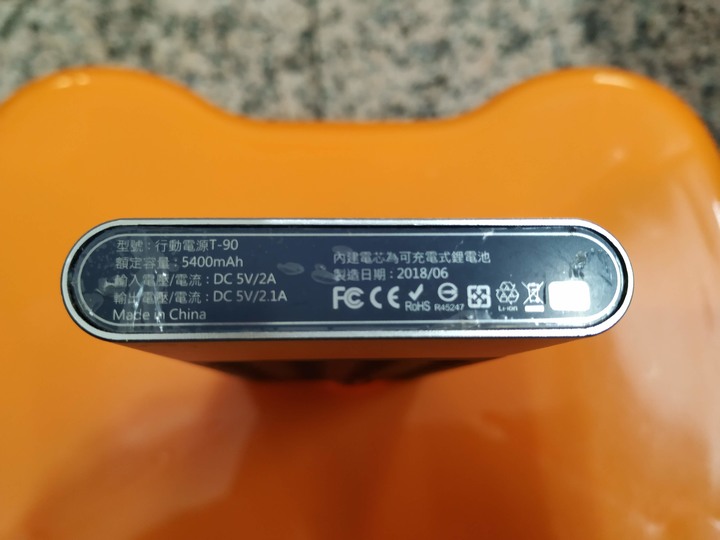 型號：行動電源T-90
額定容量：5400mAh
輸入電壓/電流：DC 5V/2A
輸出電壓/電流：DC 5V/2.1A
Made in China
內建電芯為可充電式鋰電池
製造日期：2018/06
FC CE RoHS R45247 Li-ion